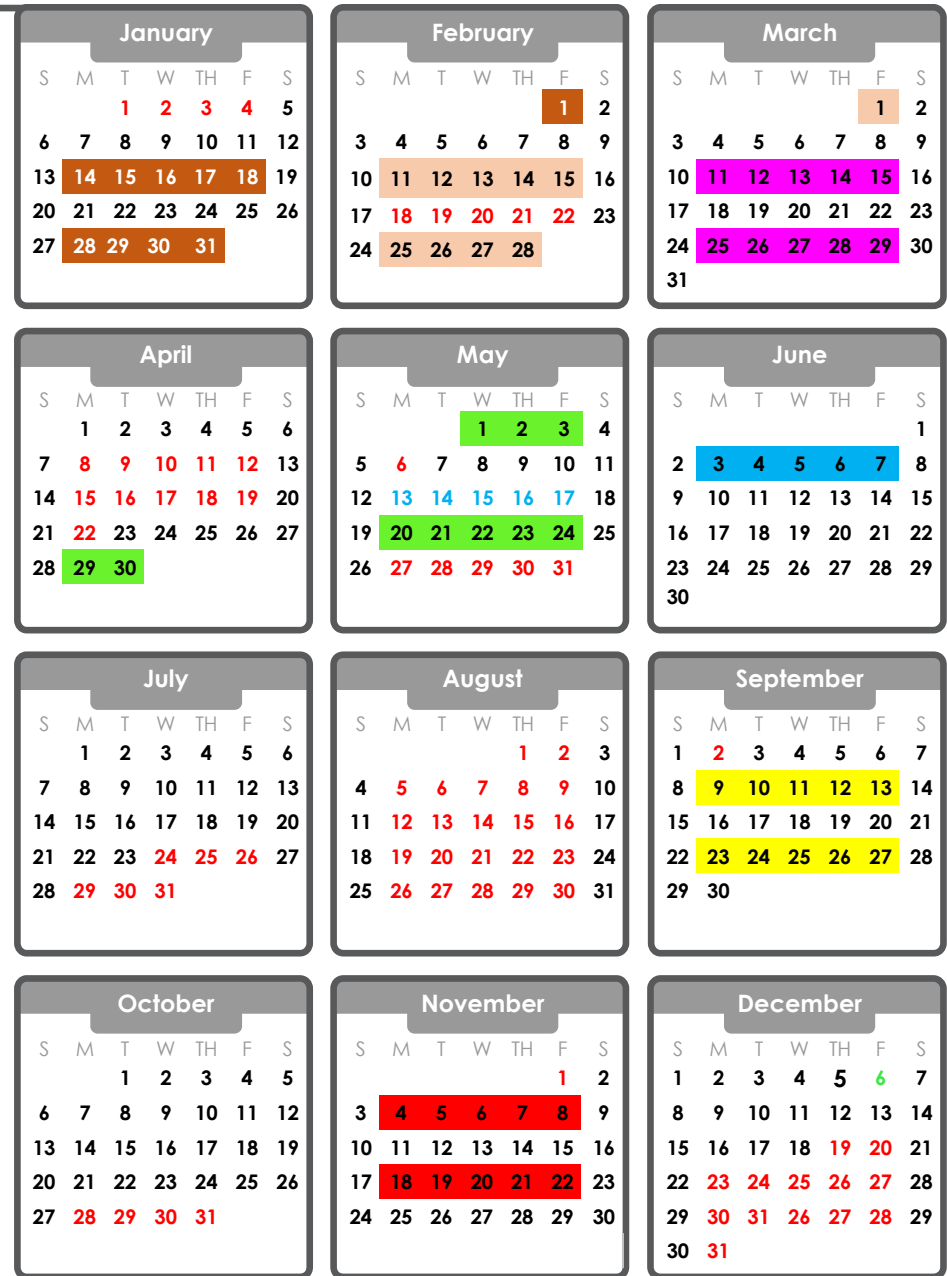 January
S M T W TH F S
1 2 3 4 5
6 7 8 9 10 11 12
13 14 15 16 17 18 19
20 21 22 23 24 25 26
27 28 29 30 31
February
S M T W TH F S
1 2
3 4 5 6 7 8 9
10 11 12 13 14 15 16
17 18 19 20 21 22 23
24 25 26 27 28
March
S M T W TH F S
1 2
3 4 5 6 7 8 9
10 11 12 13 14 15 16
17 18 19 20 21 22 23
24 25 26 27 28 29 30
31
April
S M T W TH F S
1 2 3 4 5 6
7 8 9 10 11 12 13
14 15 16 17 18 19 20
21 22 23 24 25 26 27
28 29 30
May
S M T W TH F S
1 2 3 4
5 6 7 8 9 10 11
12 13 14 15 16 17 18
19 20 21 22 23 24 25
26 27 28 29 30 31
June
S M T W TH F S
1
2 3 4 5 6 7 8
9 10 11 12 13 14 15
16 17 18 19 20 21 22
23 24 25 26 27 28 29
30
July
S M T W TH F S
1 2 3 4 5 6
7 8 9 10 11 12 13
14 15 16 17 18 19 20
21 22 23 24 25 26 27
28 29 30 31
August
S M T W TH F S
1 2 3
4 5 6 7 8 9 10
11 12 13 14 15 16 17
18 19 20 21 22 23 24
25 26 27 28 29 30 31
September
S M T W TH F S
1 2 3 4 5 6 7
8 9 10 11 12 13 14
15 16 17 18 19 20 21
22 23 24 25 26 27 28
29 30
October
S M T W TH F S
1 2 3 4 5
6 7 8 9 10 11 12
13 14 15 16 17 18 19
20 21 22 23 24 25 26
27 28 29 30 31
November
S M T W TH F S
1 2
3 4 5 6 7 8 9
10 11 12 13 14 15 16
17 18 19 20 21 22 23
24 25 26 27 28 29 30
December
S M T W TH F S
1 2 3 4 5 6 7
8 9 10 11 12 13 14
15 16 17 18 19 20 21
22 23 24 25 26 27 28
29 30 31 26 27 28 29
30 31